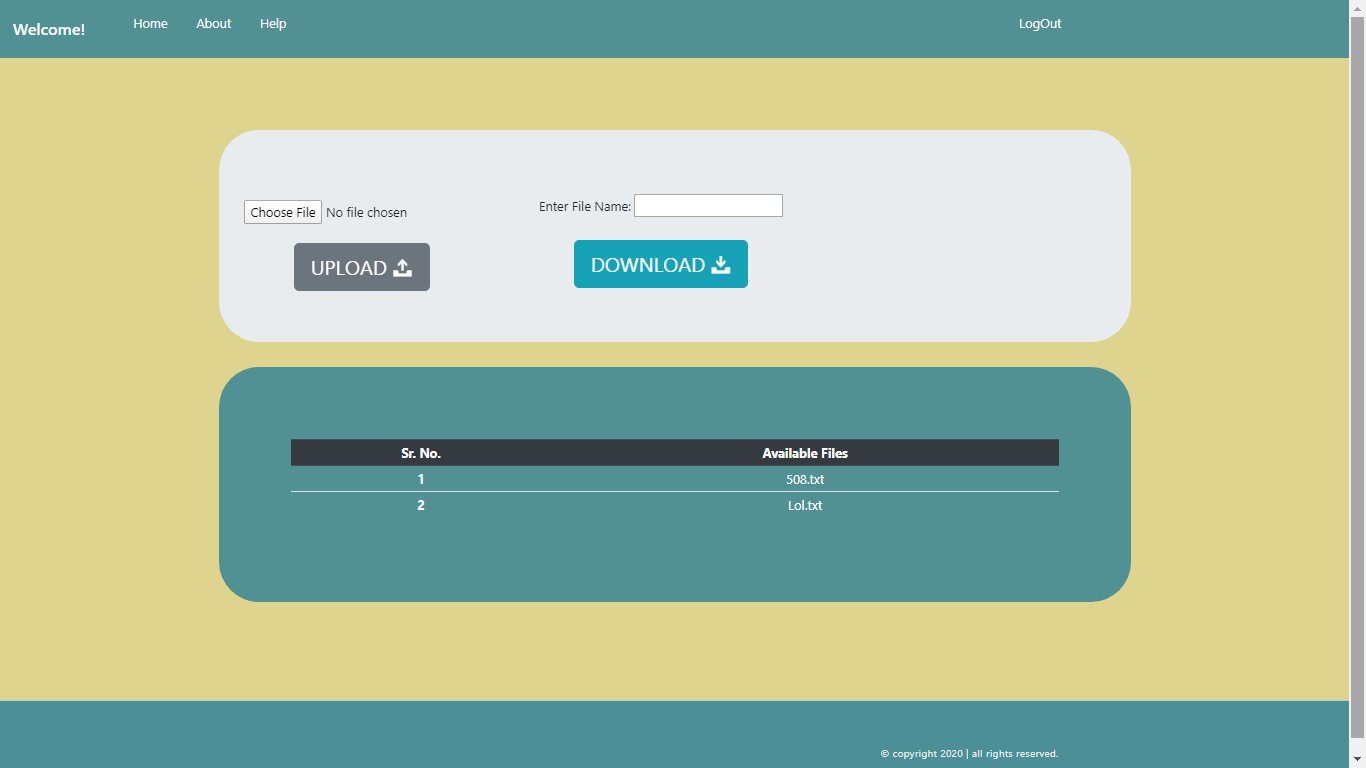 Welcome! Home About Help LogOut
Choose File No file chosen
Enter File Name:
UPLOAD
DOWNLOAD
Sr. No. Available Files
1 508.txt
2 Lol.txt
© copyright 2020 | all rights reserved.